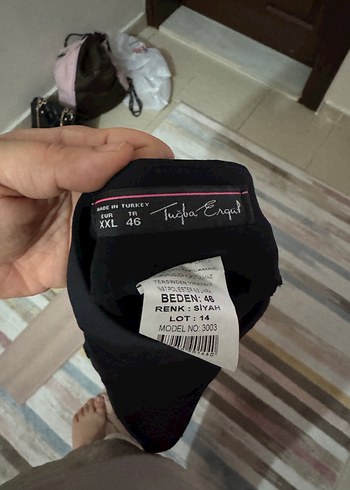 MADE IN TURKEY
EUR TR
XXL 46
Tuğba Ergül
BEDEN: 46
RENK : SİYAH
LOT : 14
MODEL NO: 3003